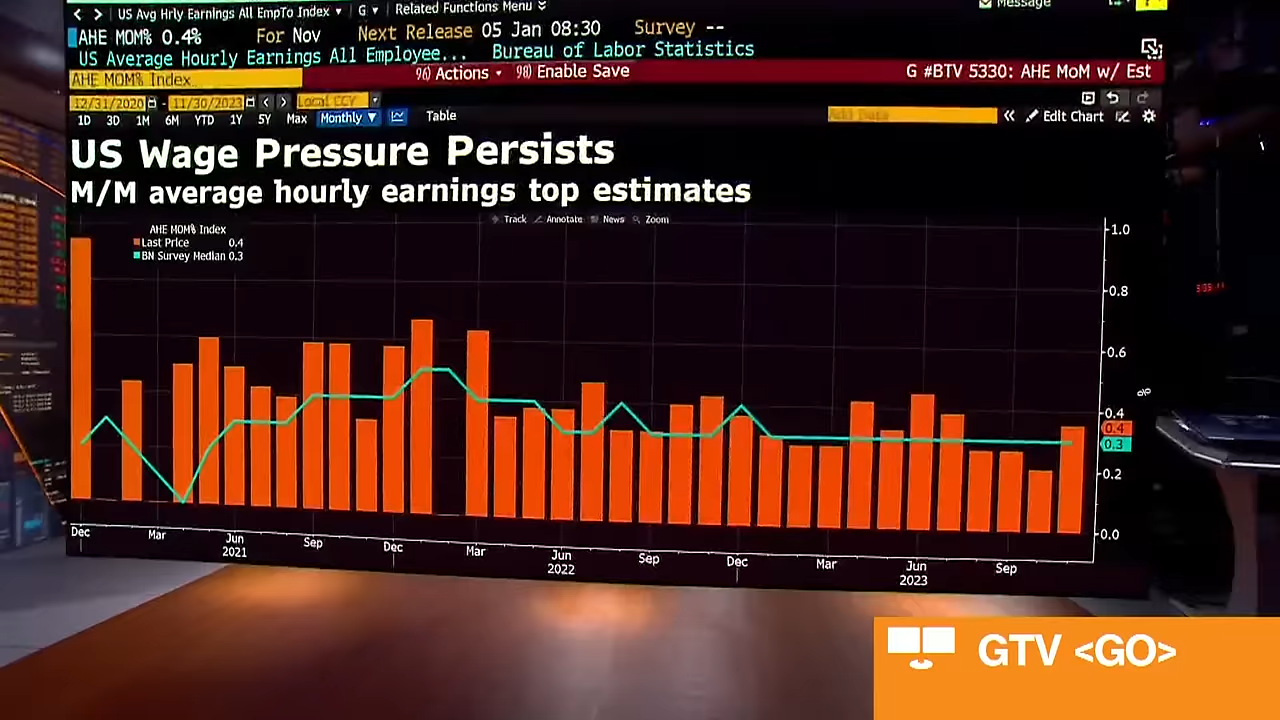 < > US Avg Hrly Earnings All EmpTo Index ▾ G ▾ Related Functions Menu Message
AHE MOM% 0.4% For Nov Next Release 05 Jan 08:30 Survey --
US Average Hourly Earnings All Employee... Bureau of Labor Statistics
AHE MOM% Index 96) Actions ▾ 98) Enable Save G #BTV 5330: AHE MoM w/ Est
12/31/2020 - 11/30/2023 < > Local CCY
1D 3D 1M 6M YTD 1Y 5Y Max Monthly ▼ Table Add Data « Edit Chart
US Wage Pressure Persists
M/M average hourly earnings top estimates
Track Annotate News Zoom
AHE MOM% Index
Last Price 0.4
BN Survey Median 0.3
1.0
0.8
0.6
%
0.4
0.4
0.3
0.2
0.0
Dec Mar Jun Sep Dec Mar Jun Sep Dec Mar Jun Sep
2021 2022 2023
GTV <GO>